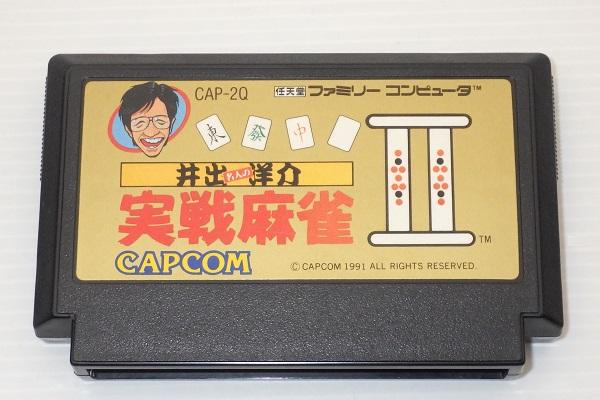 CAP-2Q
任天堂 ファミリーコンピュータ™
東 發 中
井出名人の洋介
実戦麻雀 II ™
CAPCOM
© CAPCOM 1991 ALL RIGHTS RESERVED.